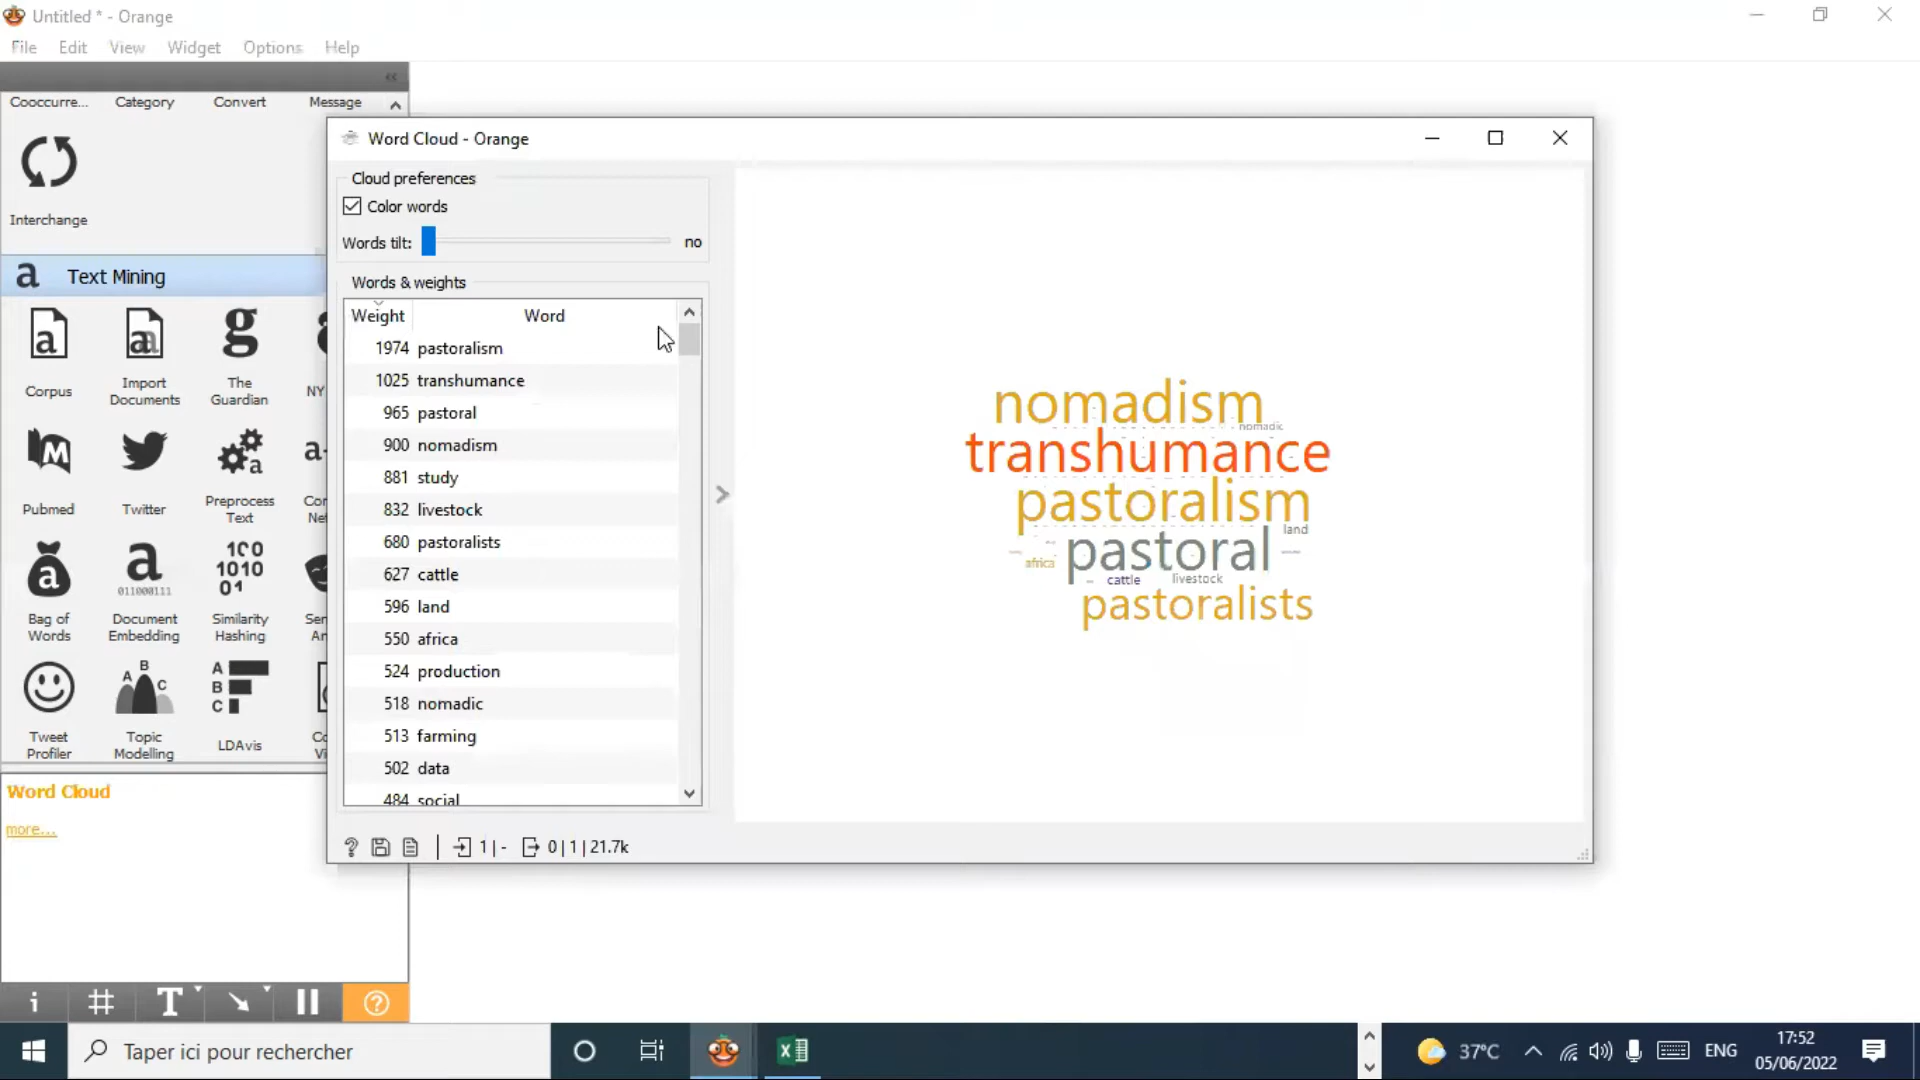 Untitled * - Orange
File Edit View Widget Options Help
Cooccurre... Category Convert Message
Interchange
a Text Mining
Corpus Import Documents The Guardian NY
Pubmed Twitter Preprocess Text
Bag of Words Document Embedding Similarity Hashing
Tweet Profiler Topic Modelling LDAvis
Word Cloud
more...
Word Cloud - Orange
Cloud preferences
Color words
Words tilt: no
Words & weights
Weight Word
1974 pastoralism
1025 transhumance
965 pastoral
900 nomadism
881 study
832 livestock
680 pastoralists
627 cattle
596 land
550 africa
524 production
518 nomadic
513 farming
502 data
484 social
1 | - 0 | 1 | 21.7k
nomadism
nomadic
transhumance
pastoralism
land
pastoral
africa
cattle livestock
pastoralists
Taper ici pour rechercher
37°C
ENG
17:52
05/06/2022